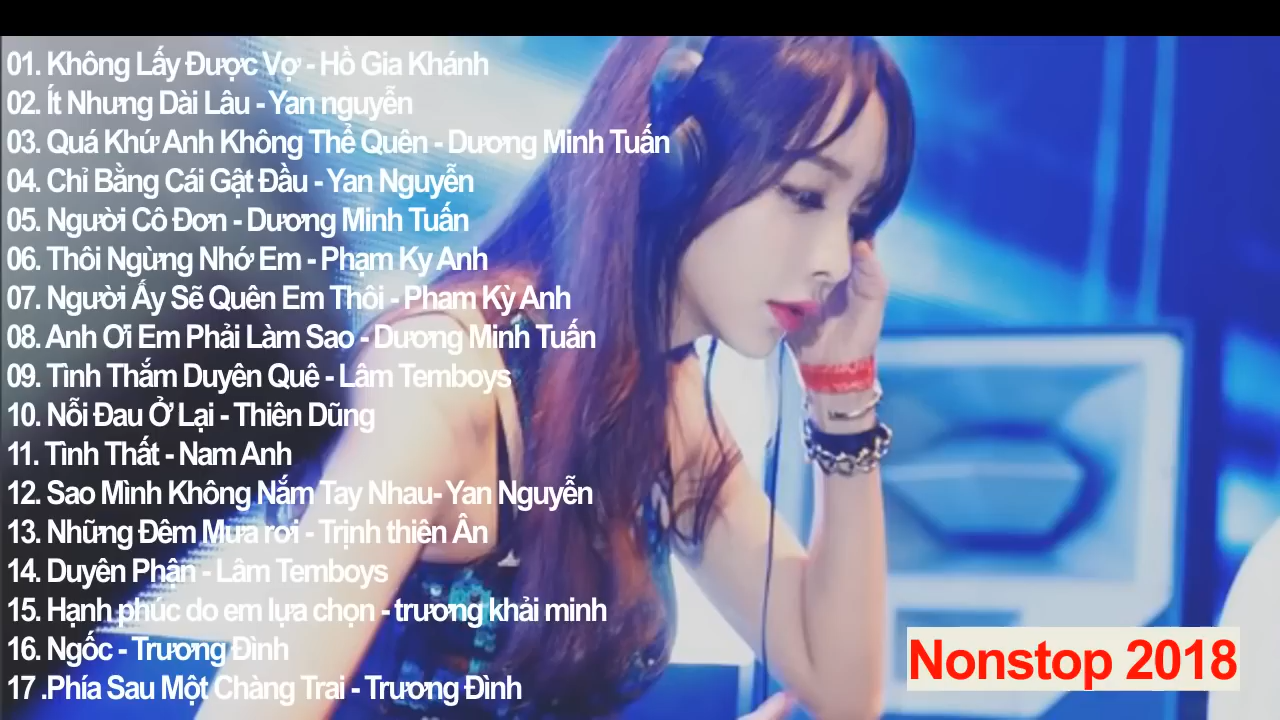 01. Không Lấy Được Vợ - Hồ Gia Khánh
02. Ít Nhưng Dài Lâu - Yan nguyễn
03. Quá Khứ Anh Không Thể Quên - Dương Minh Tuấn
04. Chỉ Bằng Cái Gật Đầu - Yan Nguyễn
05. Người Cô Đơn - Dương Minh Tuấn
06. Thôi Ngừng Nhớ Em - Phạm Ky Anh
07. Người Ấy Sẽ Quên Em Thôi - Pham Kỳ Anh
08. Anh Ơi Em Phải Làm Sao - Dương Minh Tuấn
09. Tình Thắm Duyên Quê - Lâm Temboys
10. Nỗi Đau Ở Lại - Thiên Dũng
11. Tình Thất - Nam Anh
12. Sao Mình Không Nắm Tay Nhau- Yan Nguyễn
13. Những Đêm Mưa rơi - Trịnh thiên Ân
14. Duyên Phận - Lâm Temboys
15. Hạnh phúc do em lựa chọn - trương khải minh
16. Ngốc - Trương Đình
17 .Phía Sau Một Chàng Trai - Trương Đình
Nonstop 2018